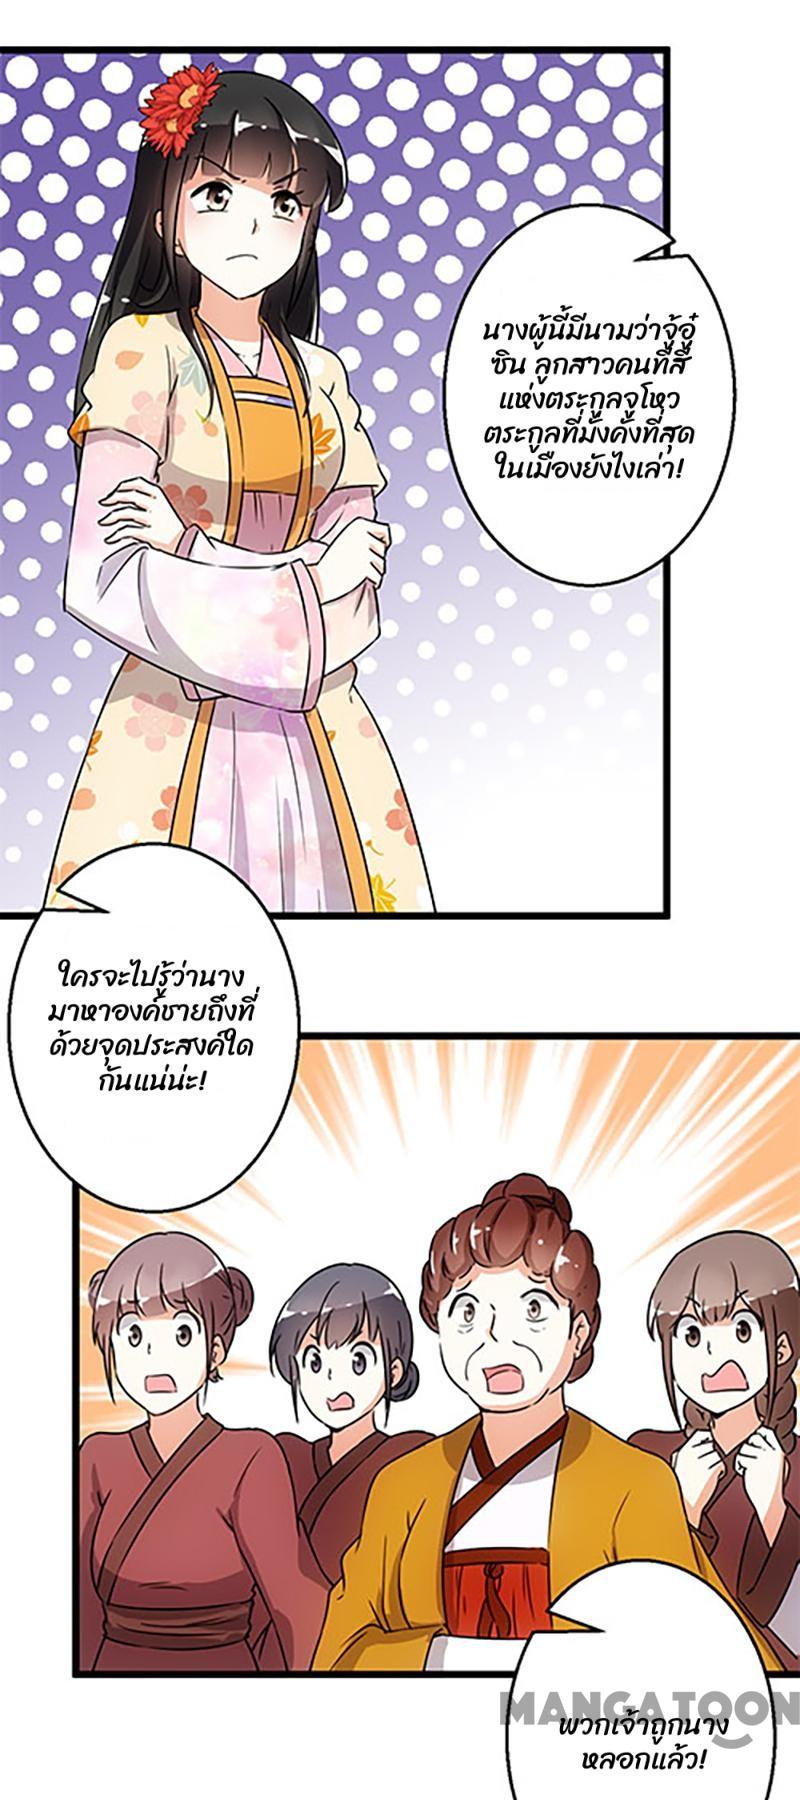 นางผู้นี้มีนามว่าจู้อู๋
ซิน ลูกสาวคนที่สี่
แห่งตระกูลจูโหว
ตระกูลที่มั่งคั่งที่สุด
ในเมืองยังไงเล่า!
ใครจะไปรู้ว่านาง
มาหาองค์ชายถึงที่
ด้วยจุดประสงค์ใด
กันแน่น่ะ!
MANGATOON
พวกเจ้าถูกนาง
หลอกแล้ว!